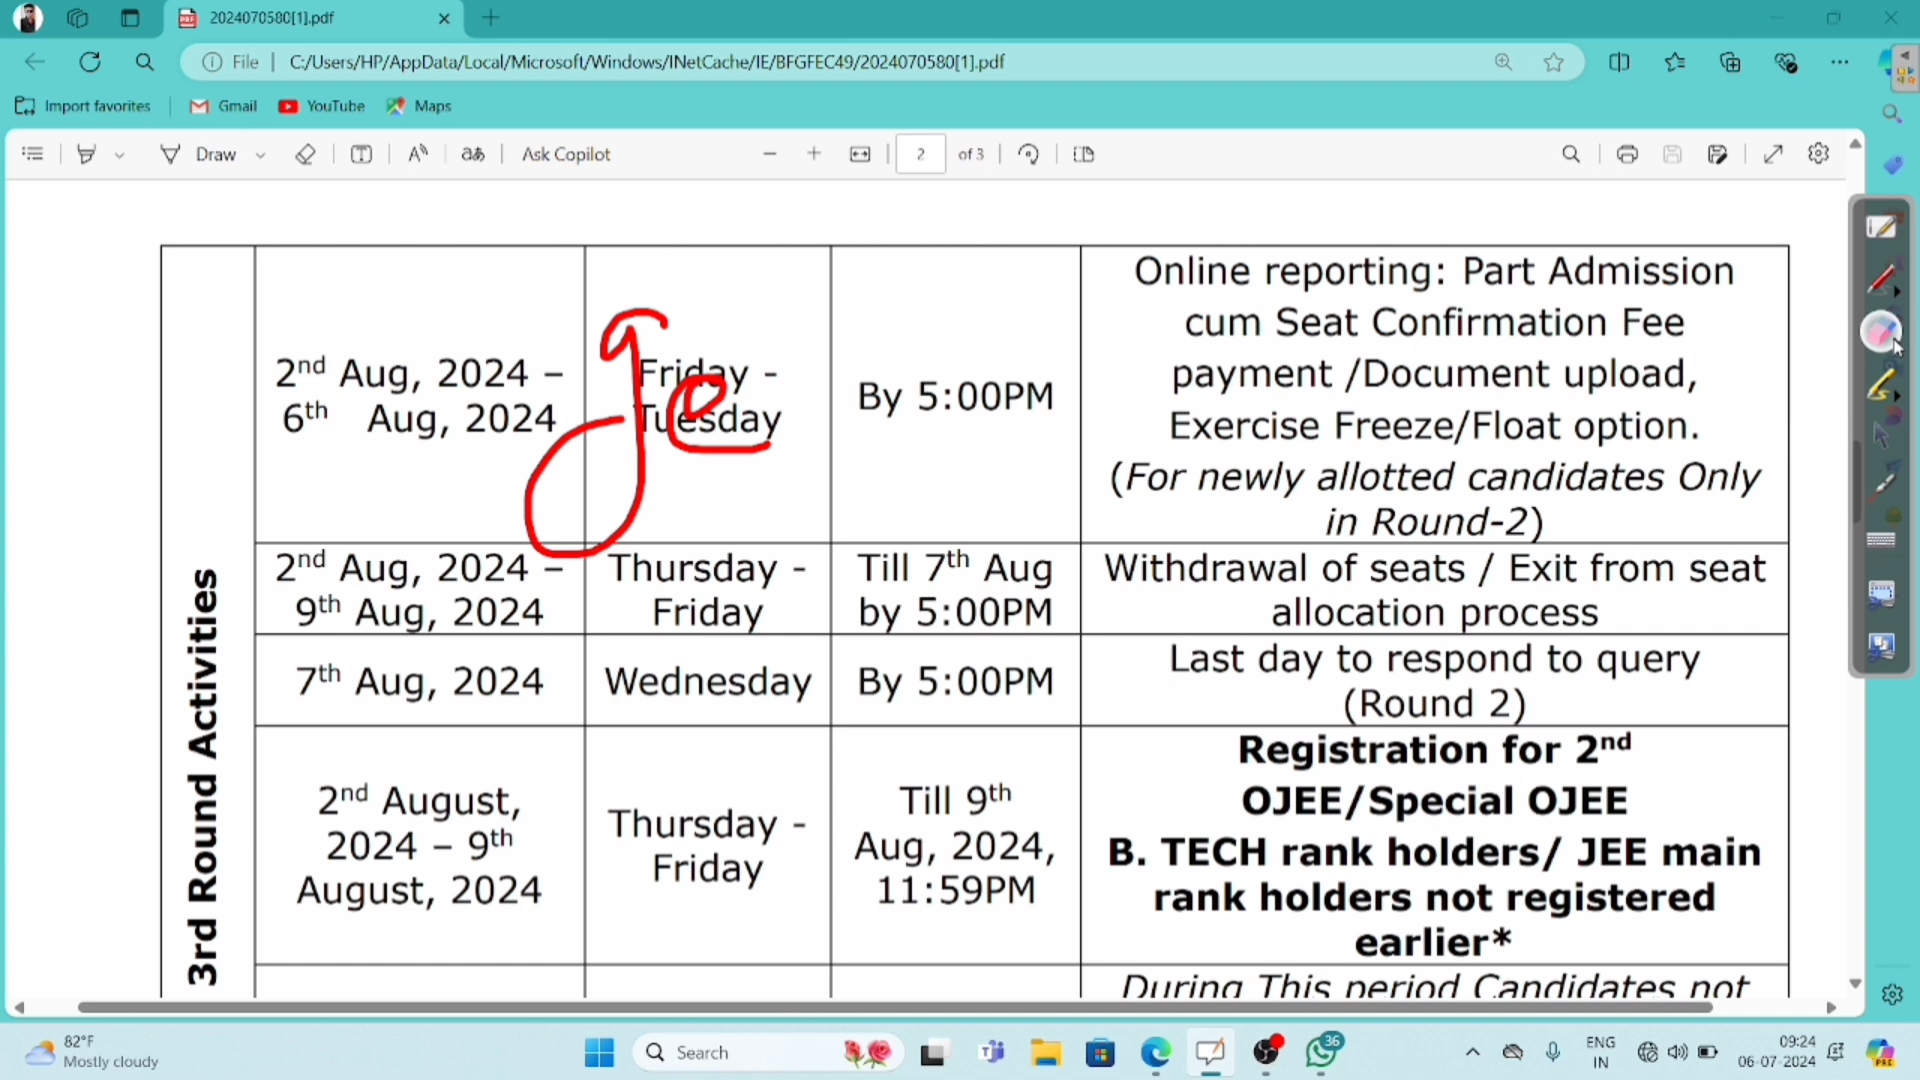 2024070580[1].pdf
File
C:/Users/HP/AppData/Local/Microsoft/Windows/INetCache/IE/BFGFEC49/2024070580[1].pdf
Import favorites
Gmail
YouTube
Maps
Draw
Ask Copilot
2
of 3
3rd Round Activities
2nd Aug, 2024 –
6th Aug, 2024
Friday -
Tuesday
By 5:00PM
Online reporting: Part Admission
cum Seat Confirmation Fee
payment /Document upload,
Exercise Freeze/Float option.
(For newly allotted candidates Only
in Round-2)
2nd Aug, 2024 –
9th Aug, 2024
Thursday -
Friday
Till 7th Aug
by 5:00PM
Withdrawal of seats / Exit from seat
allocation process
7th Aug, 2024
Wednesday
By 5:00PM
Last day to respond to query
(Round 2)
2nd August,
2024 – 9th
August, 2024
Thursday -
Friday
Till 9th
Aug, 2024,
11:59PM
Registration for 2nd
OJEE/Special OJEE
B. TECH rank holders/ JEE main
rank holders not registered
earlier*
During This period Candidates not
82°F
Mostly cloudy
Search
36
ENG
IN
09:24
06-07-2024